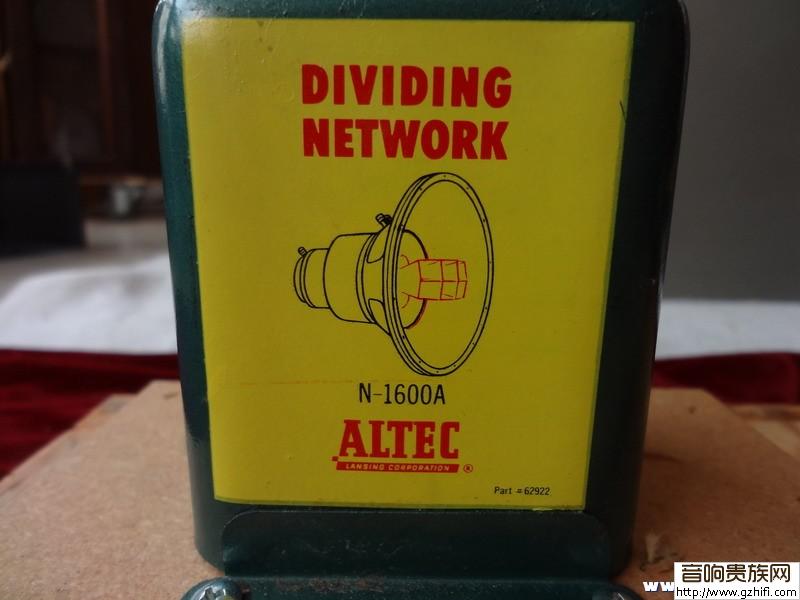 DIVIDING
NETWORK
N-1600A
ALTEC
LANSING CORPORATION ®
Part # 62922
音响贵族网
http://www.gzhifi.com